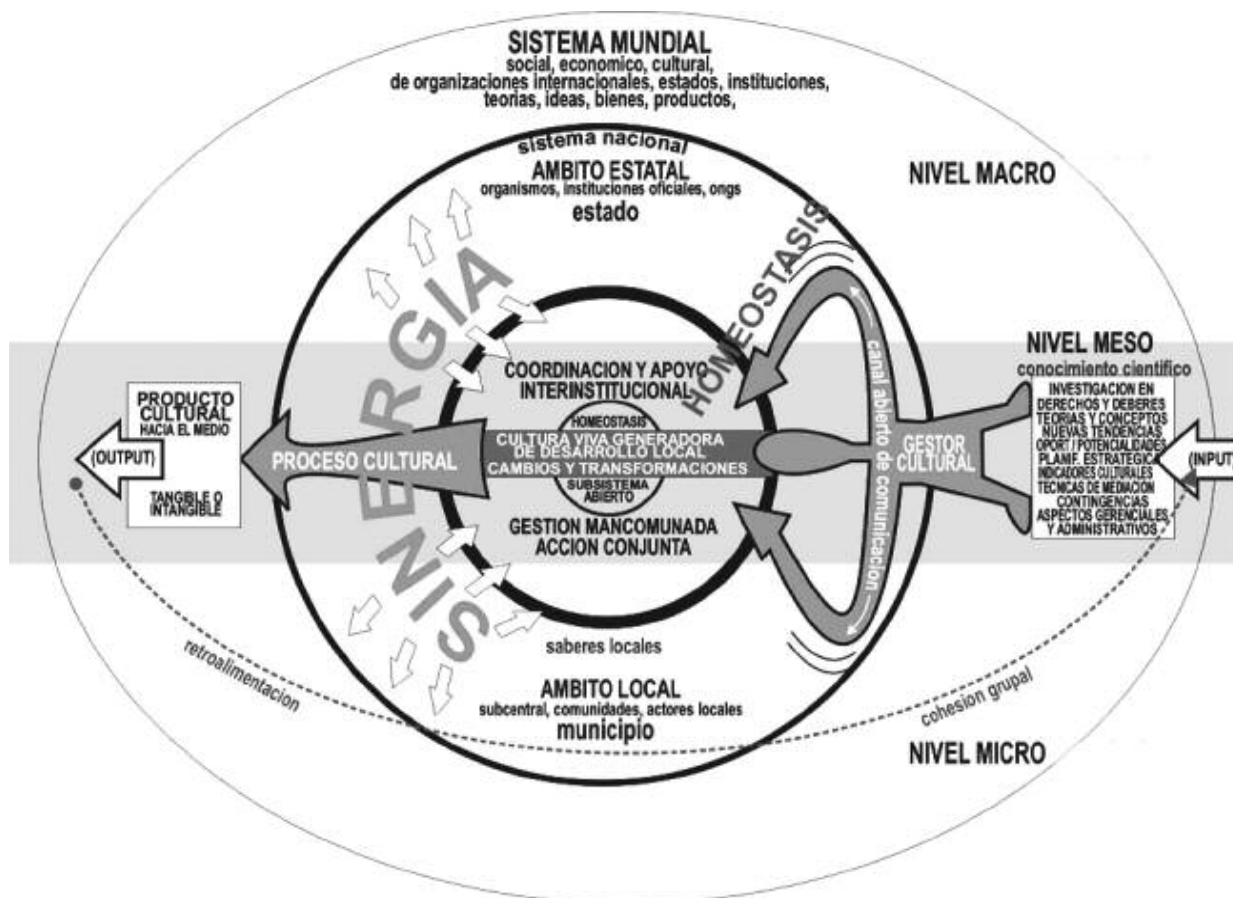 SISTEMA MUNDIAL
social, economico, cultural,
de organizaciones internacionales, estados, instituciones,
teorias, ideas, bienes, productos,
sistema nacional
AMBITO ESTATAL
organismos, instituciones oficiales, ongs
estado
NIVEL MACRO
HOMEOSTASIS
SINERGÍA
COORDINACION Y APOYO
INTERINSTITUCIONAL
HOMEOSTASIS
CULTURA VIVA GENERADORA
DE DESARROLLO LOCAL
CAMBIOS Y TRANSFORMACIONES
SUBSISTEMA
ABIERTO
GESTION MANCOMUNADA
ACCION CONJUNTA
PRODUCTO
CULTURAL
HACIA EL MEDIO
(OUTPUT)
TANGIBLE O
INTANGIBLE
PROCESO CULTURAL
canal abierto de comunicacion
GESTOR
CULTURAL
NIVEL MESO
conocimiento científico
INVESTIGACION EN
DERECHOS Y DEBERES
TEORIAS Y CONCEPTOS
NUEVAS TENDENCIAS
OPORT / POTENCIALIDADES
PLANIF. ESTRATEGICA
INDICADORES CULTURALES
TECNICAS DE MEDIACION
CONTINGENCIAS
ASPECTOS GERENCIALES
Y ADMINISTRATIVOS
(INPUT)
saberes locales
AMBITO LOCAL
subcentral, comunidades, actores locales
municipio
retroalimentacion
cohesion grupal
NIVEL MICRO